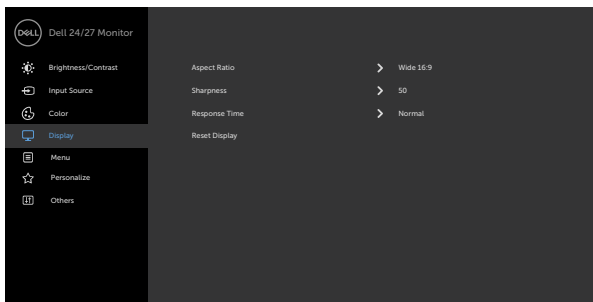 DELL Dell 24/27 Monitor
Brightness/Contrast Aspect Ratio Wide 16:9
Input Source Sharpness 50
Color Response Time Normal
Display Reset Display
Menu
Personalize
Others